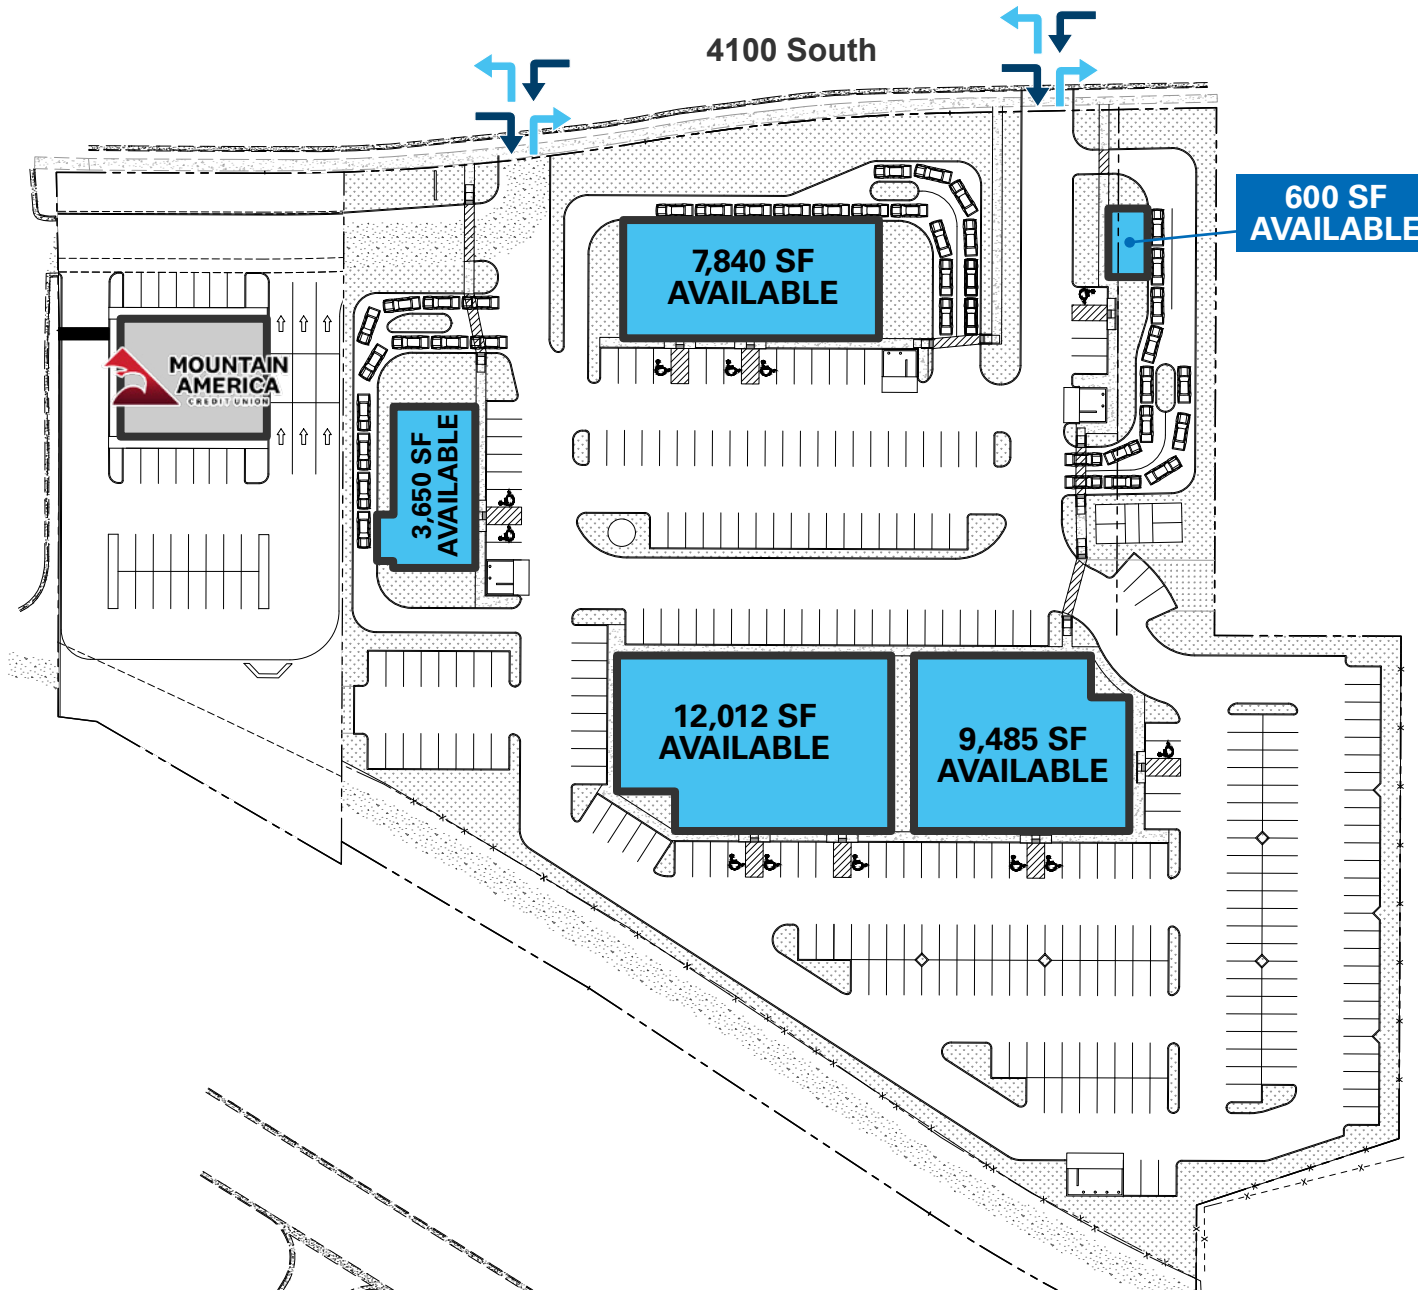 4100 South
600 SF
AVAILABLE
7,840 SF
AVAILABLE
MOUNTAIN
AMERICA
CREDIT UNION
3,650 SF
AVAILABLE
12,012 SF
AVAILABLE
9,485 SF
AVAILABLE